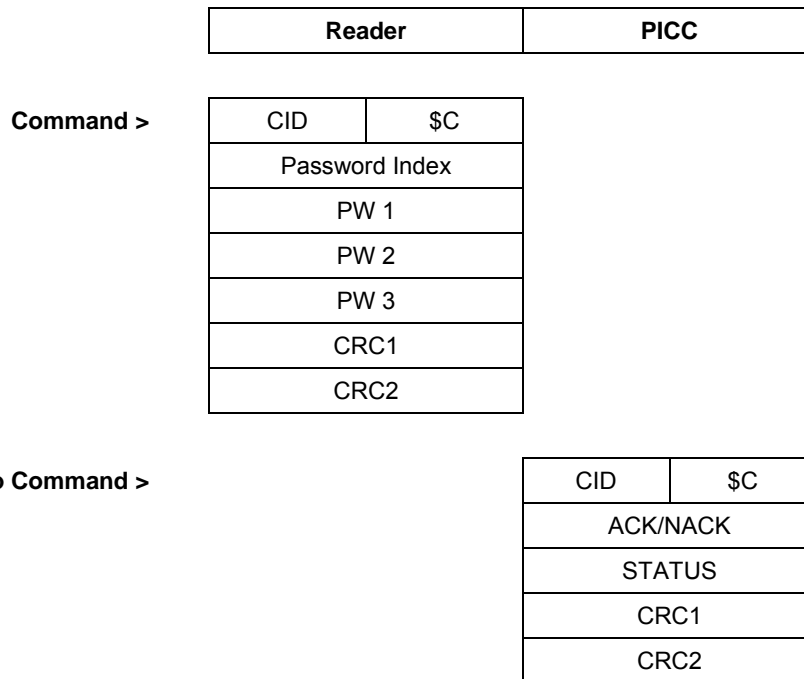 Reader PICC
Command > CID $C
Password Index
PW 1
PW 2
PW 3
CRC1
CRC2
Command > CID $C
ACK/NACK
STATUS
CRC1
CRC2